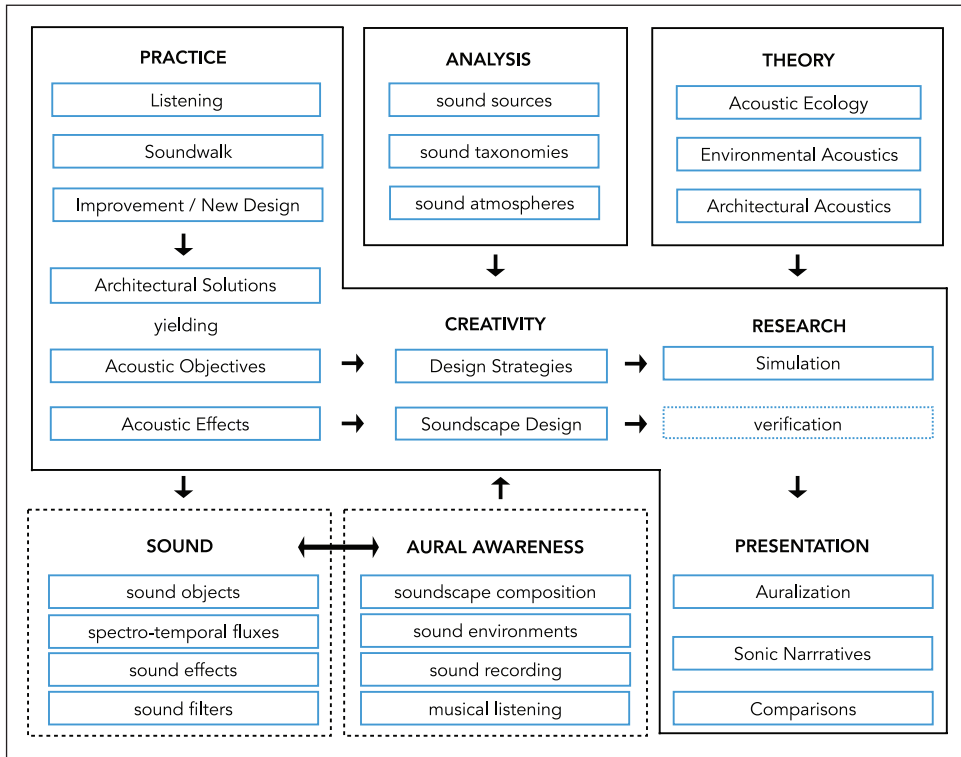 PRACTICE
Listening
Soundwalk
Improvement / New Design
Architectural Solutions
yielding
Acoustic Objectives
Acoustic Effects
ANALYSIS
sound sources
sound taxonomies
sound atmospheres
THEORY
Acoustic Ecology
Environmental Acoustics
Architectural Acoustics
CREATIVITY
Design Strategies
Soundscape Design
RESEARCH
Simulation
verification
SOUND
sound objects
spectro-temporal fluxes
sound effects
sound filters
AURAL AWARENESS
soundscape composition
sound environments
sound recording
musical listening
PRESENTATION
Auralization
Sonic Narrratives
Comparisons